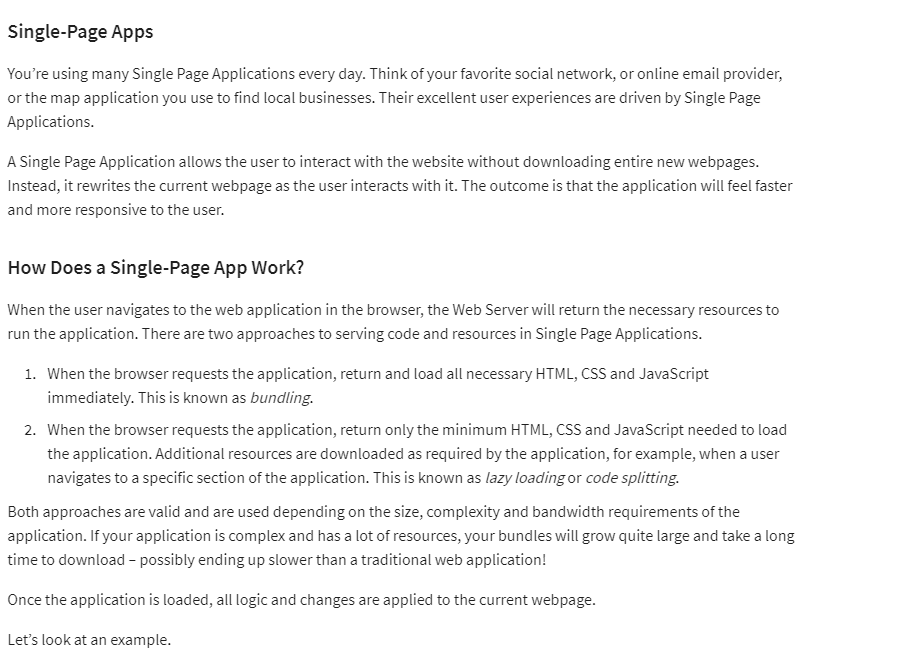 Single-Page Apps
You’re using many Single Page Applications every day. Think of your favorite social network, or online email provider,
or the map application you use to find local businesses. Their excellent user experiences are driven by Single Page
Applications.
A Single Page Application allows the user to interact with the website without downloading entire new webpages.
Instead, it rewrites the current webpage as the user interacts with it. The outcome is that the application will feel faster
and more responsive to the user.
How Does a Single-Page App Work?
When the user navigates to the web application in the browser, the Web Server will return the necessary resources to
run the application. There are two approaches to serving code and resources in Single Page Applications.
1. When the browser requests the application, return and load all necessary HTML, CSS and JavaScript
immediately. This is known as bundling.
2. When the browser requests the application, return only the minimum HTML, CSS and JavaScript needed to load
the application. Additional resources are downloaded as required by the application, for example, when a user
navigates to a specific section of the application. This is known as lazy loading or code splitting.
Both approaches are valid and are used depending on the size, complexity and bandwidth requirements of the
application. If your application is complex and has a lot of resources, your bundles will grow quite large and take a long
time to download – possibly ending up slower than a traditional web application!
Once the application is loaded, all logic and changes are applied to the current webpage.
Let’s look at an example.